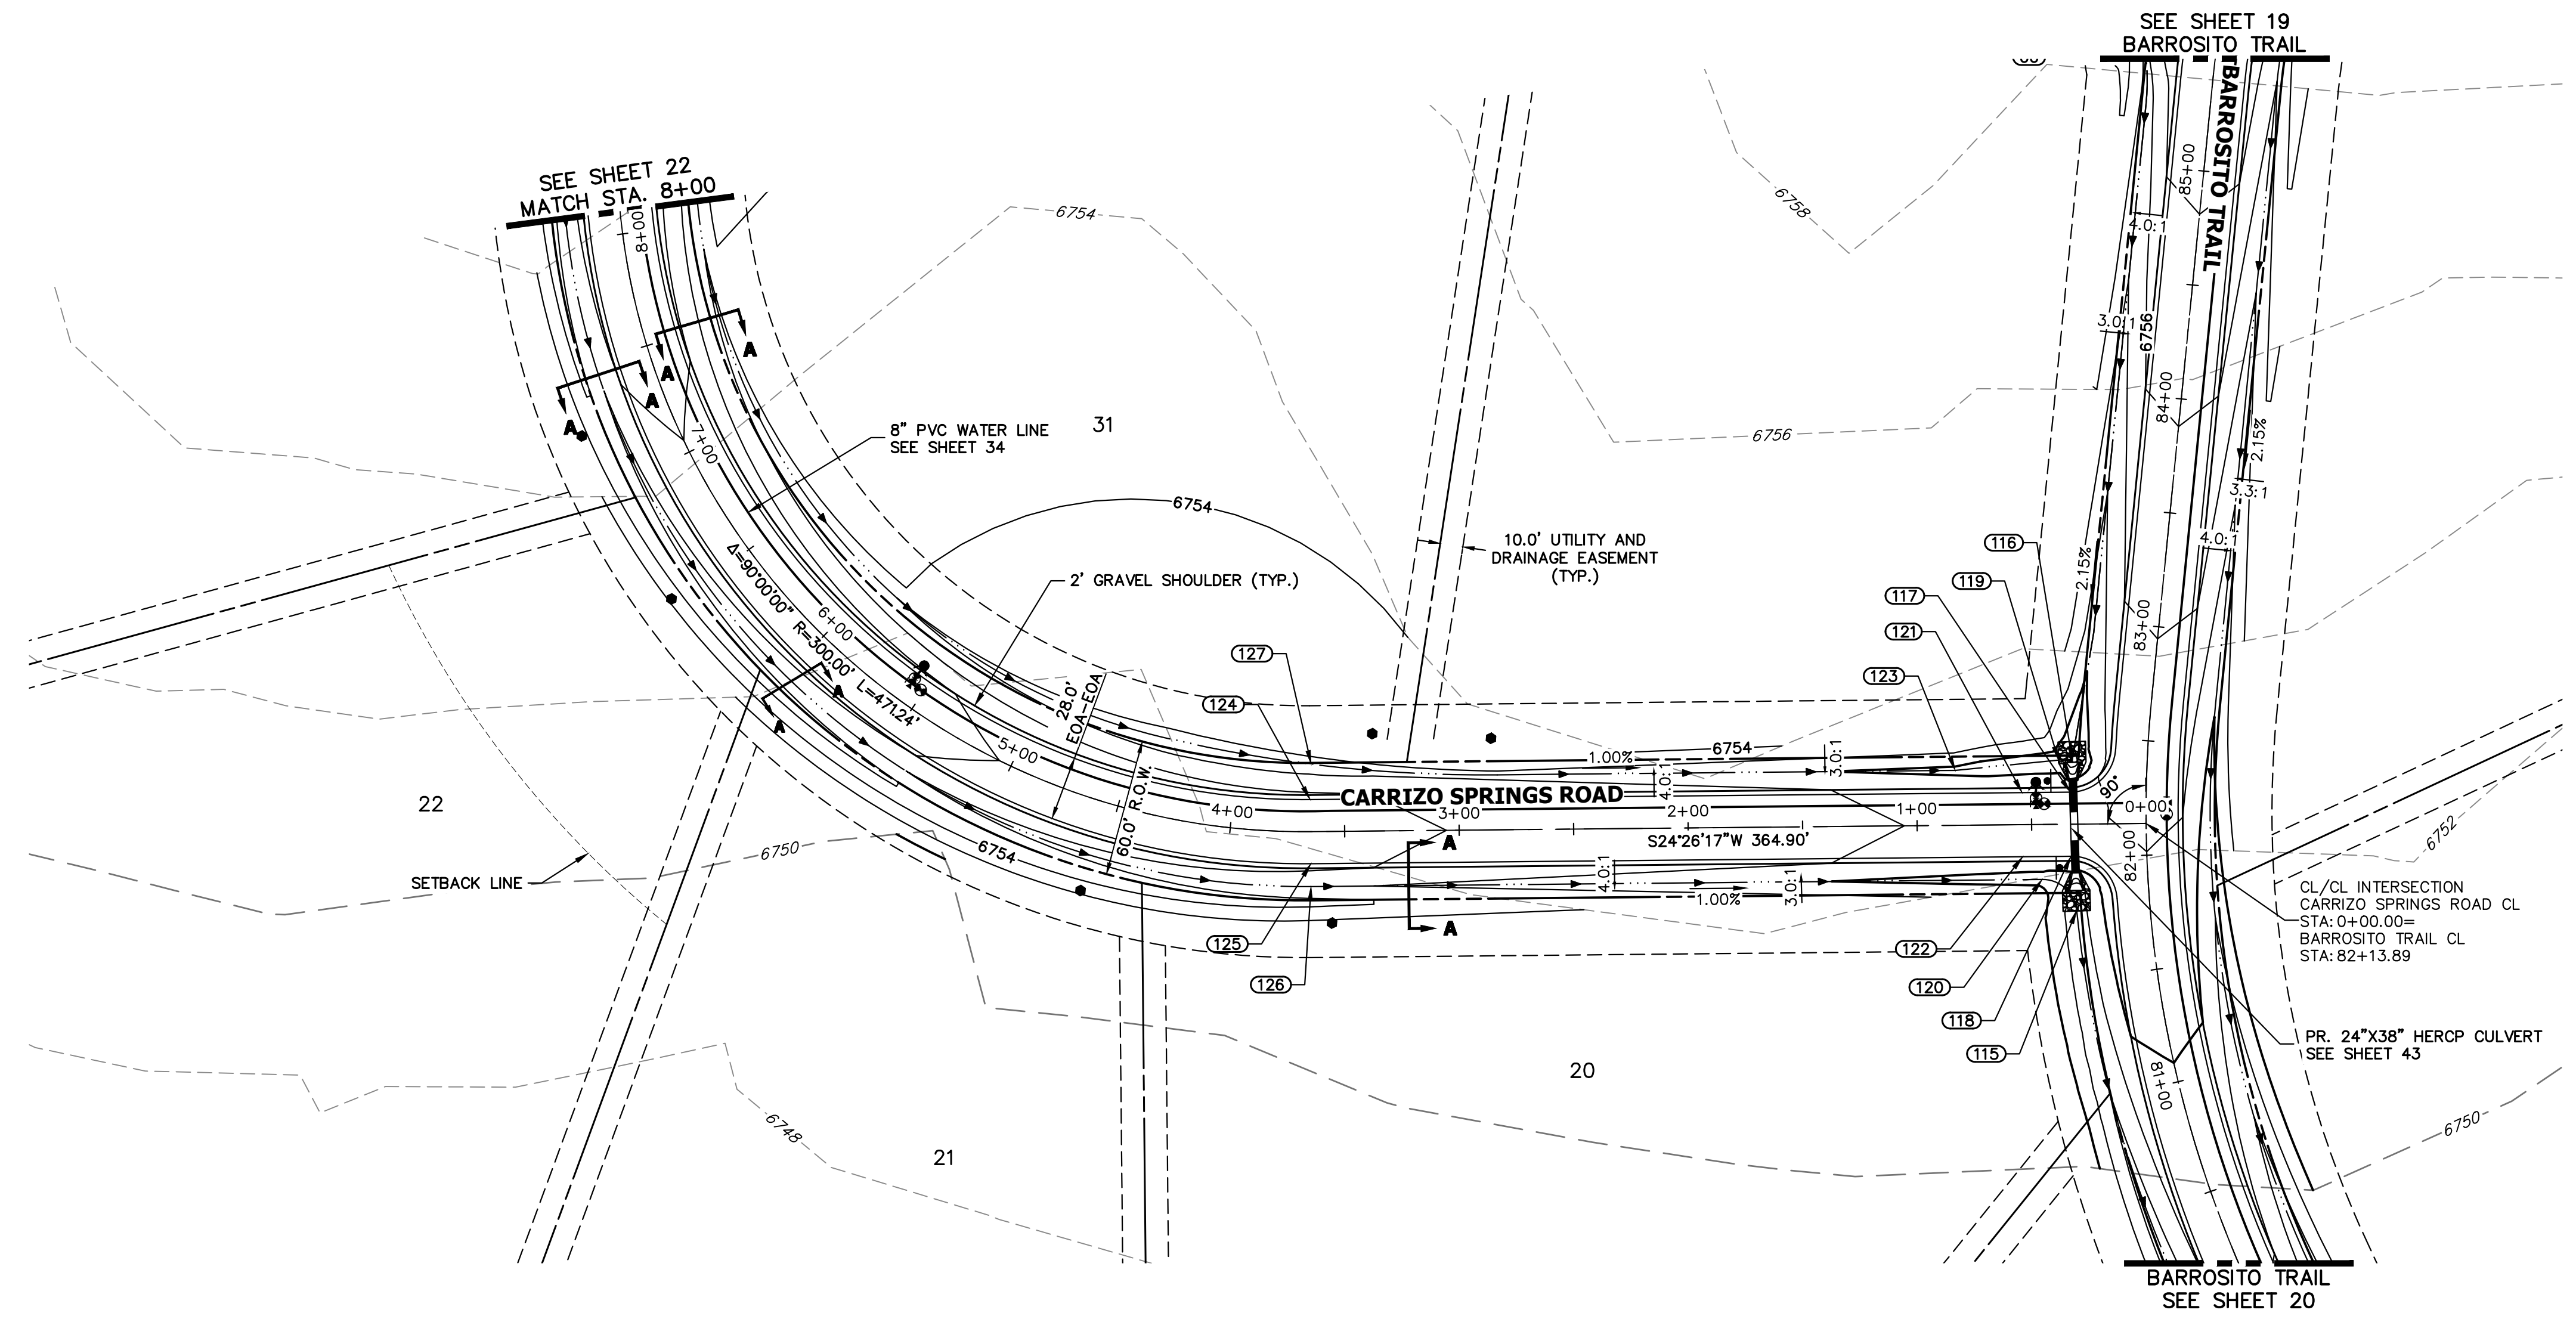 SEE SHEET 19
BARROSITO TRAIL
BARROSITO TRAIL
SEE SHEET 22
MATCH STA. 8+00
8+00
6754
6758
85+00
4.0:1
3.0:1
6756
84+00
A
A
A
A
7+00
8" PVC WATER LINE
SEE SHEET 34
31
6756
2.15%
3.3:1
4.0:1
6754
10.0' UTILITY AND
DRAINAGE EASEMENT
(TYP.)
116
119
117
121
123
2.15%
83+00
Δ=90°00'00" R=300.00' L=471.24'
6+00
2' GRAVEL SHOULDER (TYP.)
127
124
A
A
28.0'
EOA-EOA
60.0' R.O.W.
5+00
1.00%
6754
4.0:1
3.0:1
90°
CARRIZO SPRINGS ROAD
4+00
3+00
2+00
1+00
0+00
S24°26'17"W 364.90'
82+00
6752
22
6750
6754
A
A
4.0:1
3.0:1
1.00%
SETBACK LINE
125
126
122
120
118
115
CL/CL INTERSECTION
CARRIZO SPRINGS ROAD CL
STA: 0+00.00=
BARROSITO TRAIL CL
STA: 82+13.89
PR. 24"X38" HERCP CULVERT
SEE SHEET 43
20
81+00
6748
21
6750
BARROSITO TRAIL
SEE SHEET 20